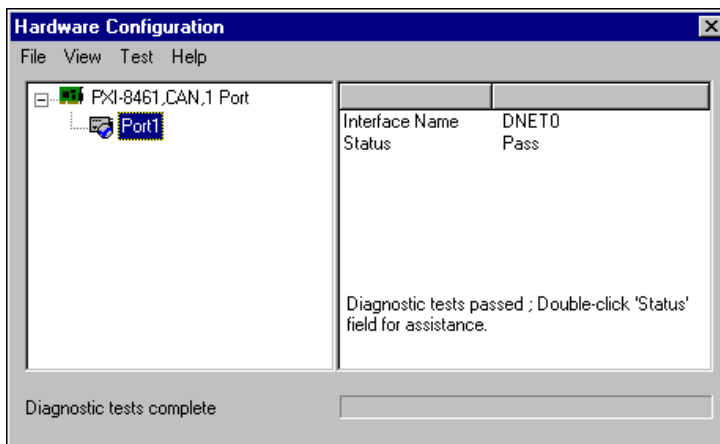 Hardware Configuration
File View Test Help
PXI-8461,CAN,1 Port
Port1
Interface Name DNET0
Status Pass
Diagnostic tests passed ; Double-click 'Status'
field for assistance.
Diagnostic tests complete